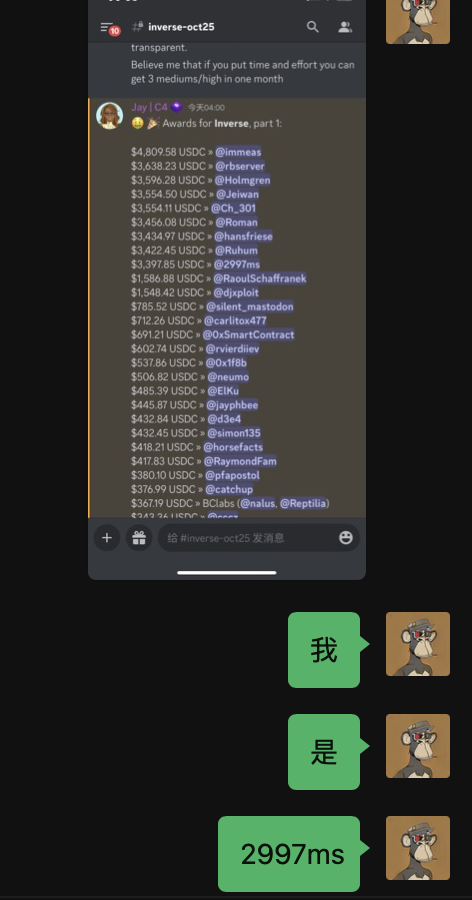 10
# inverse-oct25
transparent.
Believe me that if you put time and effort you can
get 3 mediums/high in one month
Jay | C4 今天04:00
🤑 🎉 Awards for Inverse, part 1:
$4,809.58 USDC » @immeas
$3,638.23 USDC » @rbserver
$3,596.28 USDC » @Holmgren
$3,554.50 USDC » @Jeiwan
$3,554.11 USDC » @Ch_301
$3,456.08 USDC » @Roman
$3,434.97 USDC » @hansfriese
$3,422.45 USDC » @Ruhum
$3,397.85 USDC » @2997ms
$1,586.88 USDC » @RaoulSchaffranek
$1,548.42 USDC » @djxploit
$785.52 USDC » @silent_mastodon
$712.26 USDC » @carlitox477
$691.21 USDC » @0xSmartContract
$602.74 USDC » @rvierdiiev
$537.86 USDC » @0x1f8b
$506.82 USDC » @neumo
$485.39 USDC » @ElKu
$445.87 USDC » @jayphbee
$432.84 USDC » @d3e4
$432.45 USDC » @simon135
$418.21 USDC » @horsefacts
$417.83 USDC » @RaymondFam
$380.10 USDC » @pfapostol
$376.99 USDC » @catchup
$367.19 USDC » BClabs (@nalus, @Reptilia)
给 #inverse-oct25 发消息
我
是
2997ms